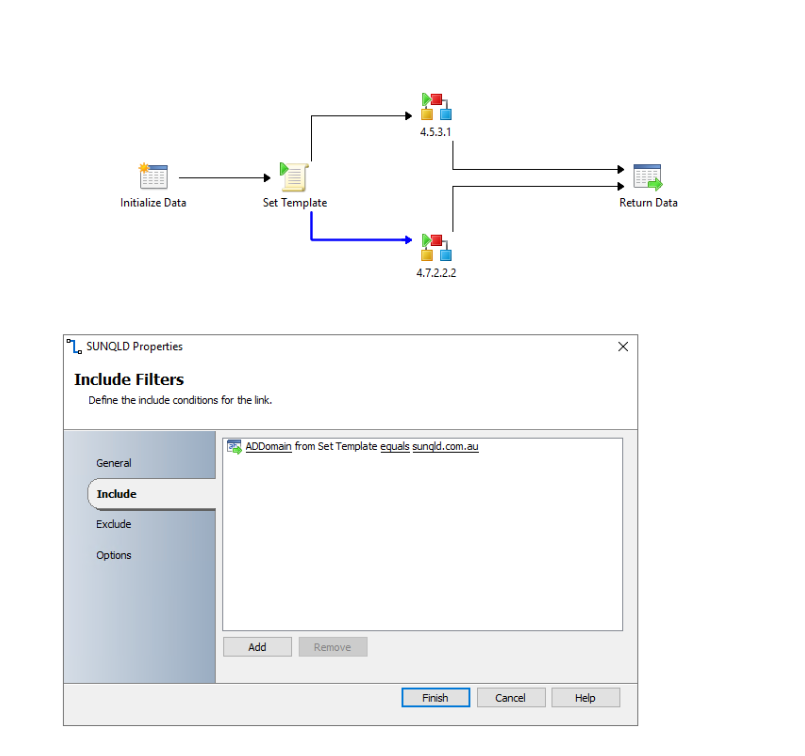 4.5.3.1
Initialize Data
Set Template
Return Data
4.7.2.2.2
SUNQLD Properties
Include Filters
Define the include conditions for the link.
General
Include
Exclude
Options
ADDomain from Set Template equals sunqld.com.au
Add
Remove
Finish
Cancel
Help